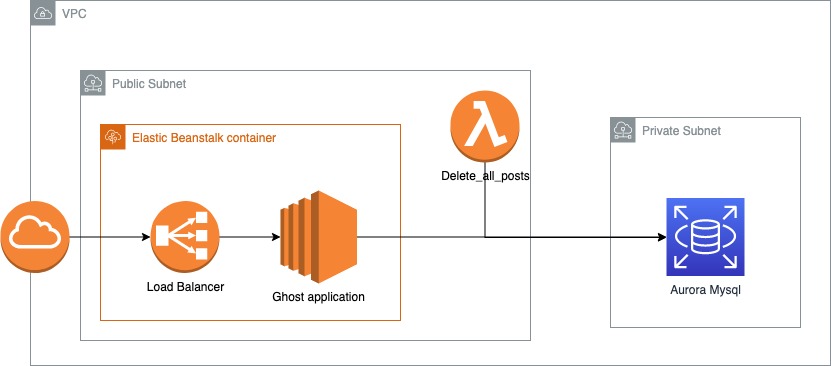 VPC
Public Subnet
Elastic Beanstalk container
Delete_all_posts
Private Subnet
Load Balancer
Ghost application
Aurora Mysql